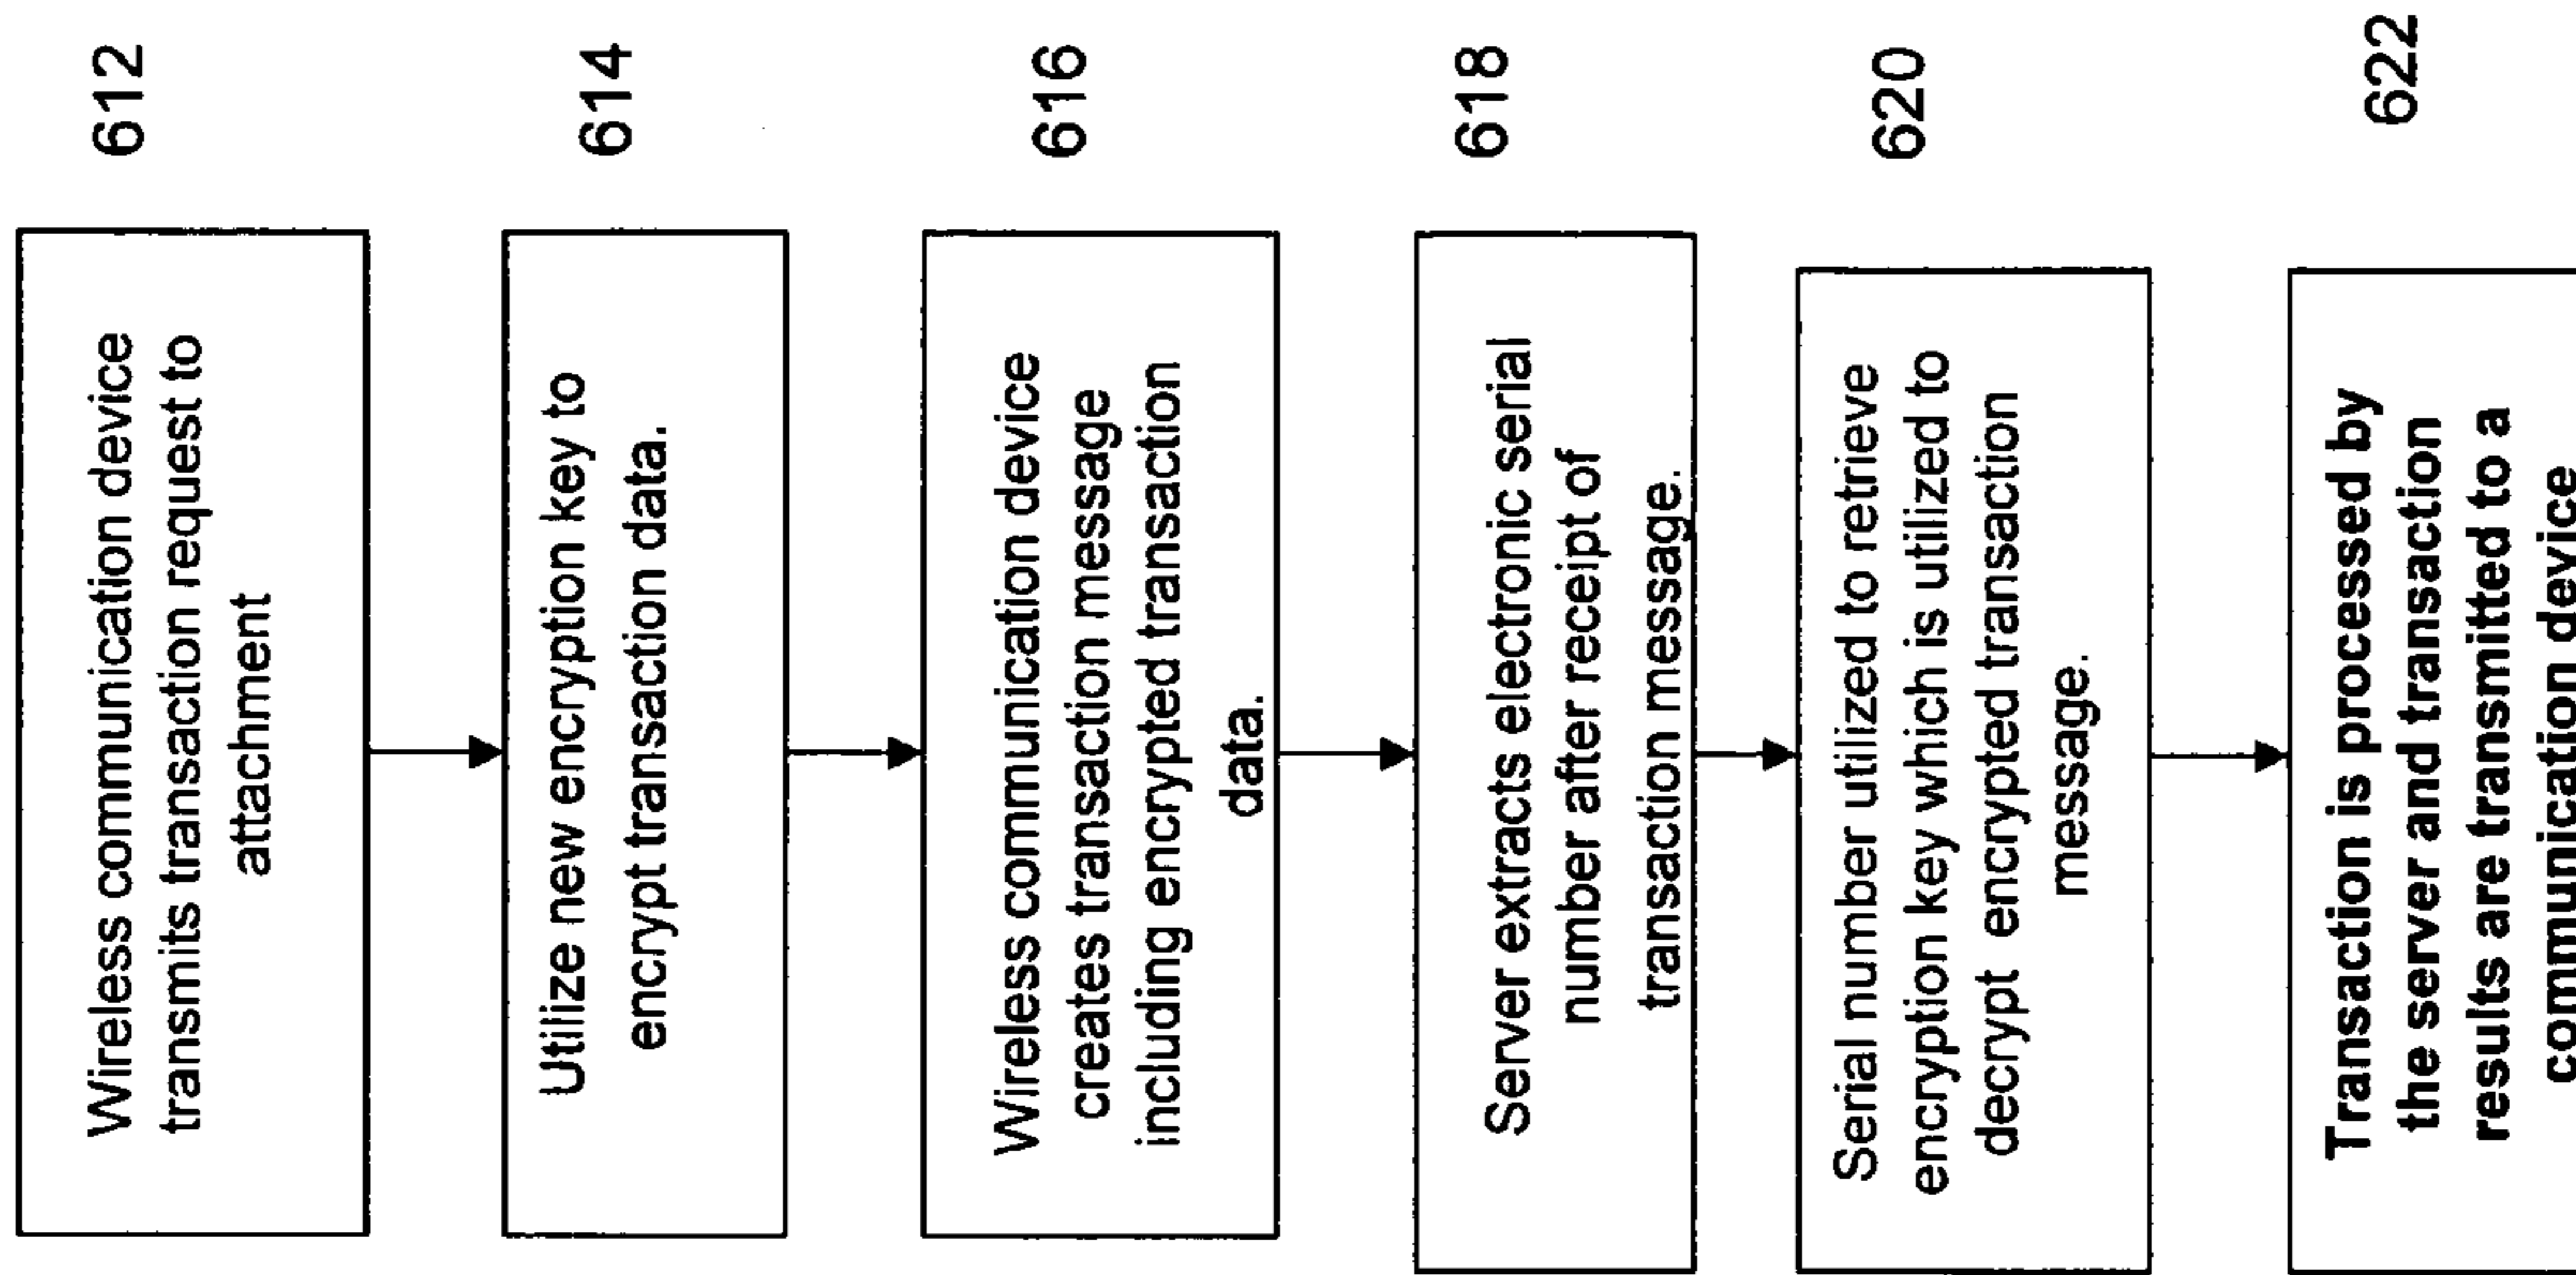 Wireless communication device
transmits transaction request to
attachment
612
Utilize new encryption key to
encrypt transaction data.
614
Wireless communication device
creates transaction message
including encrypted transaction
data.
616
Server extracts electronic serial
number after receipt of
transaction message.
618
Serial number utilized to retrieve
encryption key which is utilized to
decrypt encrypted transaction
message.
620
Transaction is processed by
the server and transaction
results are transmitted to a
communication device
622